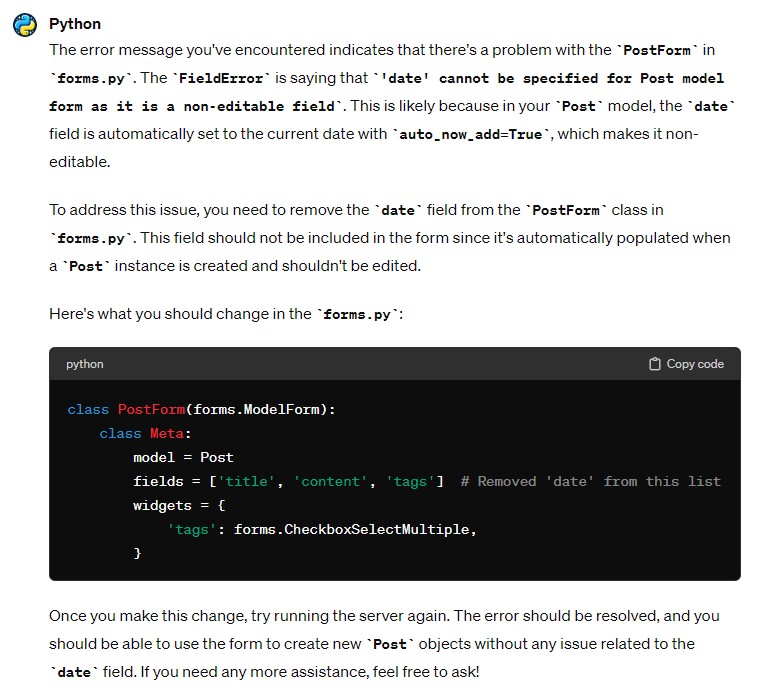 Python
The error message you've encountered indicates that there's a problem with the `PostForm` in
`forms.py`. The `FieldError` is saying that `'date' cannot be specified for Post model
form as it is a non-editable field`. This is likely because in your `Post` model, the `date`
field is automatically set to the current date with `auto_now_add=True`, which makes it non-
editable.
To address this issue, you need to remove the `date` field from the `PostForm` class in
`forms.py`. This field should not be included in the form since it's automatically populated when
a `Post` instance is created and shouldn't be edited.
Here's what you should change in the `forms.py`:
python Copy code
class PostForm(forms.ModelForm):
    class Meta:
        model = Post
        fields = ['title', 'content', 'tags']  # Removed 'date' from this list
        widgets = {
            'tags': forms.CheckboxSelectMultiple,
        }
Once you make this change, try running the server again. The error should be resolved, and you
should be able to use the form to create new `Post` objects without any issue related to the
`date` field. If you need any more assistance, feel free to ask!